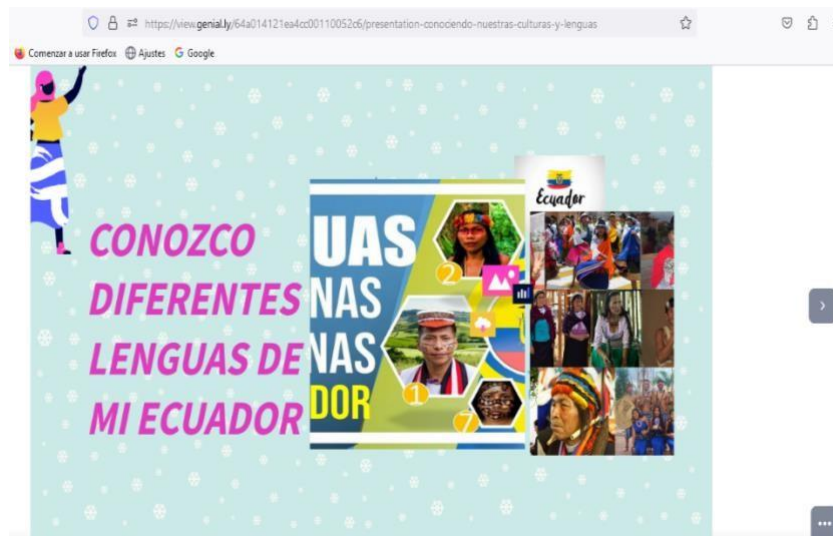 https://view.genial.ly/64a014121ea4cc00110052c6/presentation-conociendo-nuestras-culturas-y-lenguas
Comenzar a usar Firefox Ajustes Google
Ecuador
CONOZCO
DIFERENTES
LENGUAS DE
MI ECUADOR
UAS
NAS
NAS
DOR
2
1
7